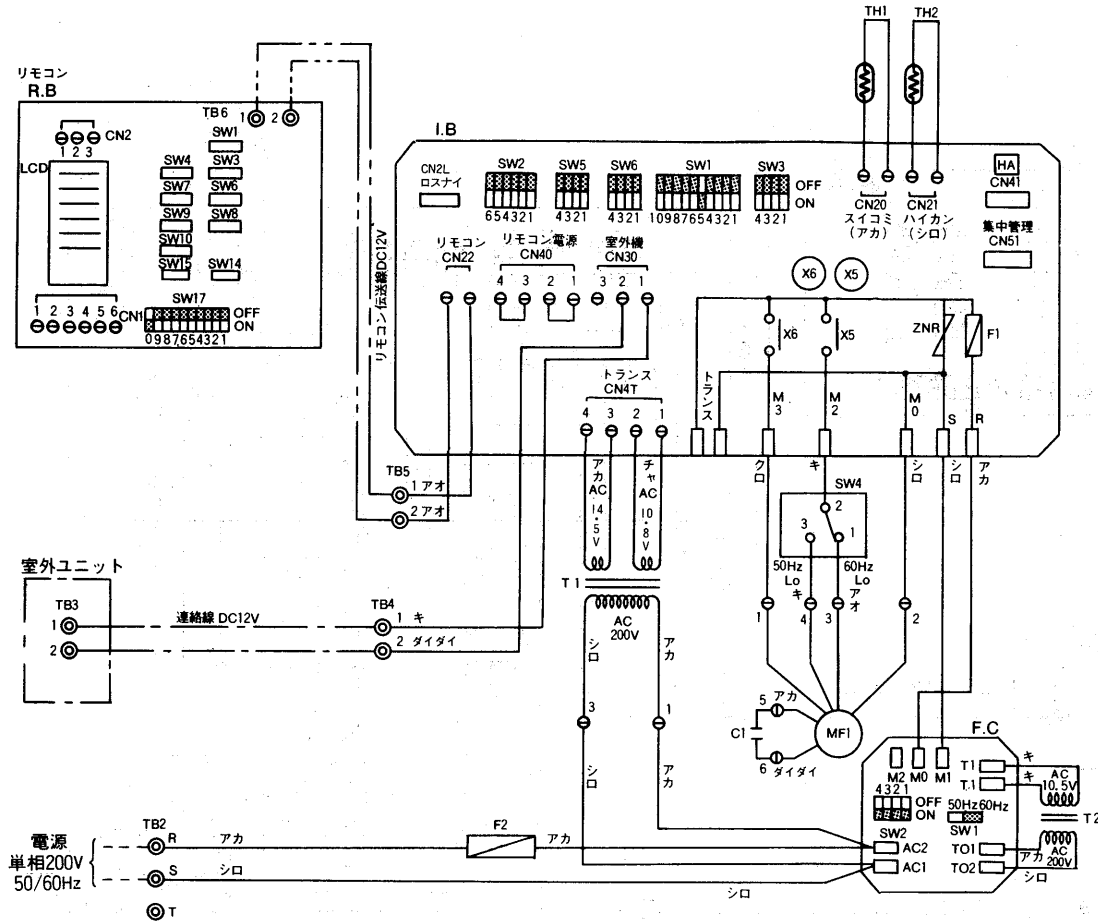 TH1
TH2
リモコン
R.B
TB6 1 2
CN2
1 2 3
LCD
SW1
SW4
SW3
SW7
SW6
SW9
SW8
SW10
SW15
SW14
1 2 3 4 5 6
CN1
SW17
OFF
ON
0987654321
リモコン伝送線DC12V
I.B
CN2L
ロスナイ
SW2
654321
SW5
4321
SW6
4321
SW1
10987654321
SW3
4321
OFF
ON
CN20
スイコミ
(アカ)
CN21
ハイカン
(シロ)
HA
CN41
集中管理
CN51
リモコン
CN22
リモコン電源
CN40
4 3 2 1
室外機
CN30
3 2 1
X6
X5
X6
X5
ZNR
F1
トランス
CN4T
4 3 2 1
トランス
M3
M2
M0
S
R
クロ
キ
シロ
シロ
アカ
アカ
AC
14.5V
チャ
AC
10.8V
T1
AC
200V
TB5
1 アオ
2 アオ
SW4
2
3
1
50Hz
Lo
60Hz
Lo
キ
アオ
1
4
3
2
室外ユニット
TB3
1
2
連絡線 DC12V
TB4
1 キ
2 ダイダイ
シロ
アカ
3
1
シロ
アカ
5 アカ
C1
MF1
6 ダイダイ
F.C
M2
M0
M1
T1
T1
キ
キ
AC
10.5V
T2
4321
OFF
ON
SW2
50Hz60Hz
SW1
AC2
AC1
TO1
TO2
アカ
シロ
AC
200V
電源
単相200V
50/60Hz
TB2
R
アカ
F2
アカ
S
シロ
シロ
T